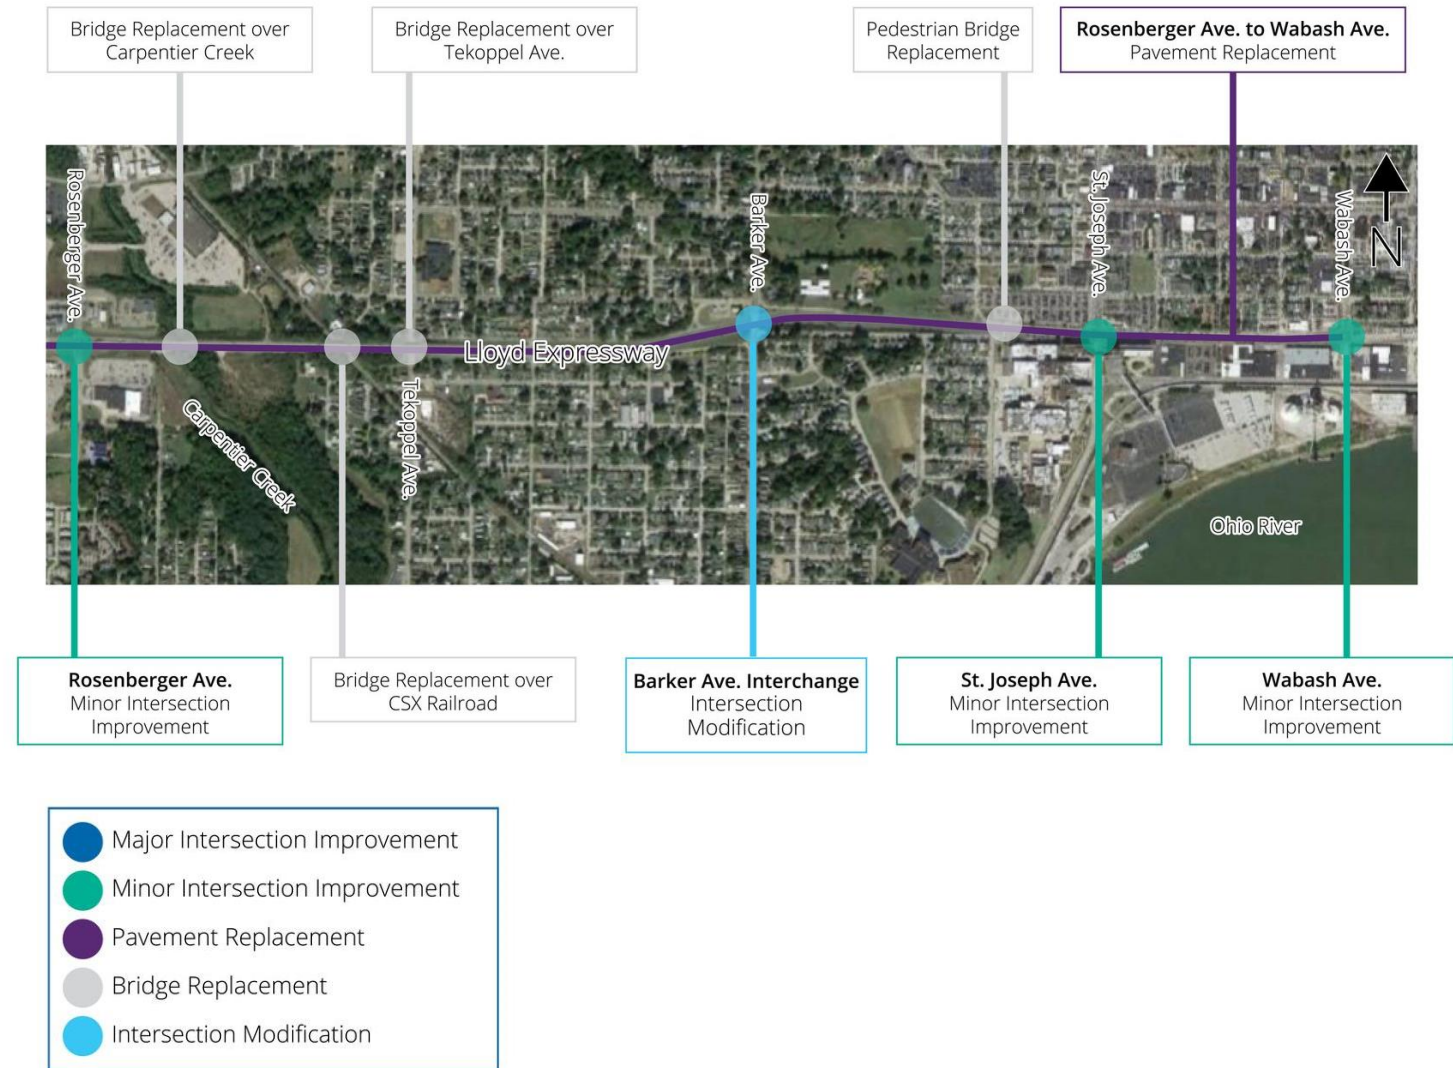 Bridge Replacement over
Carpentier Creek
Bridge Replacement over
Tekoppel Ave.
Pedestrian Bridge
Replacement
Rosenberger Ave. to Wabash Ave.
Pavement Replacement
Rosenberger Ave.
Barker Ave.
St. Joseph Ave.
Wabash Ave.
N
Lloyd Expressway
Tekoppel Ave.
Carpentier Creek
Ohio River
Rosenberger Ave.
Minor Intersection
Improvement
Bridge Replacement over
CSX Railroad
Barker Ave. Interchange
Intersection
Modification
St. Joseph Ave.
Minor Intersection
Improvement
Wabash Ave.
Minor Intersection
Improvement
Major Intersection Improvement
Minor Intersection Improvement
Pavement Replacement
Bridge Replacement
Intersection Modification